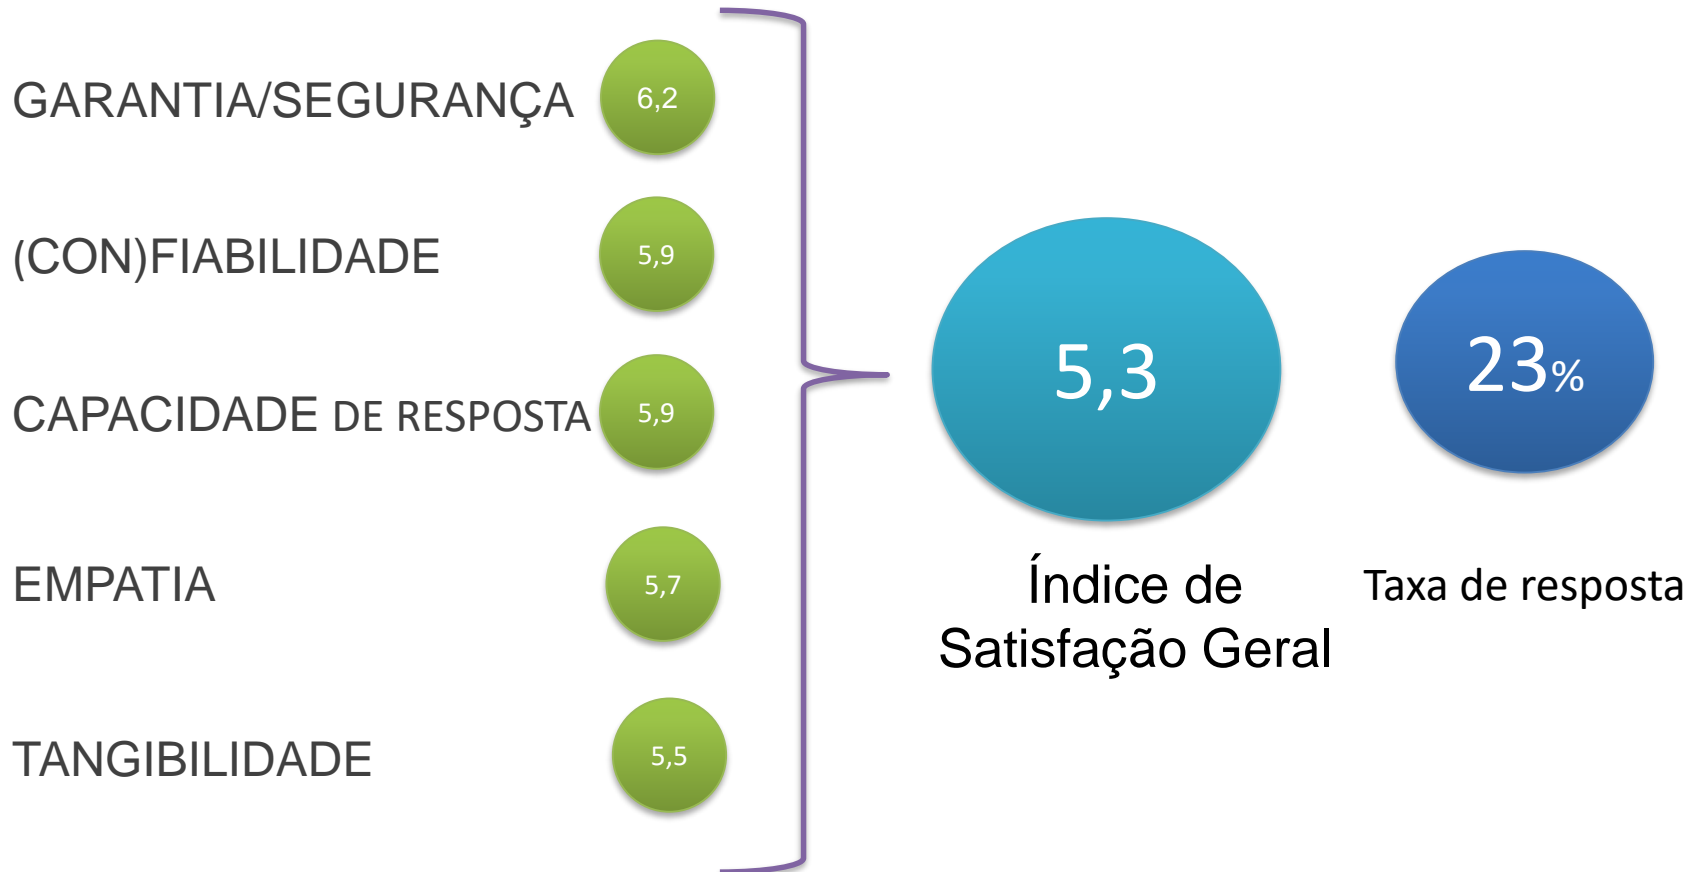 GARANTIA/SEGURANÇA 6,2
(CON)FIABILIDADE 5,9
CAPACIDADE DE RESPOSTA 5,9
EMPATIA 5,7
TANGIBILIDADE 5,5
5,3
Índice de
Satisfação Geral
23%
Taxa de resposta